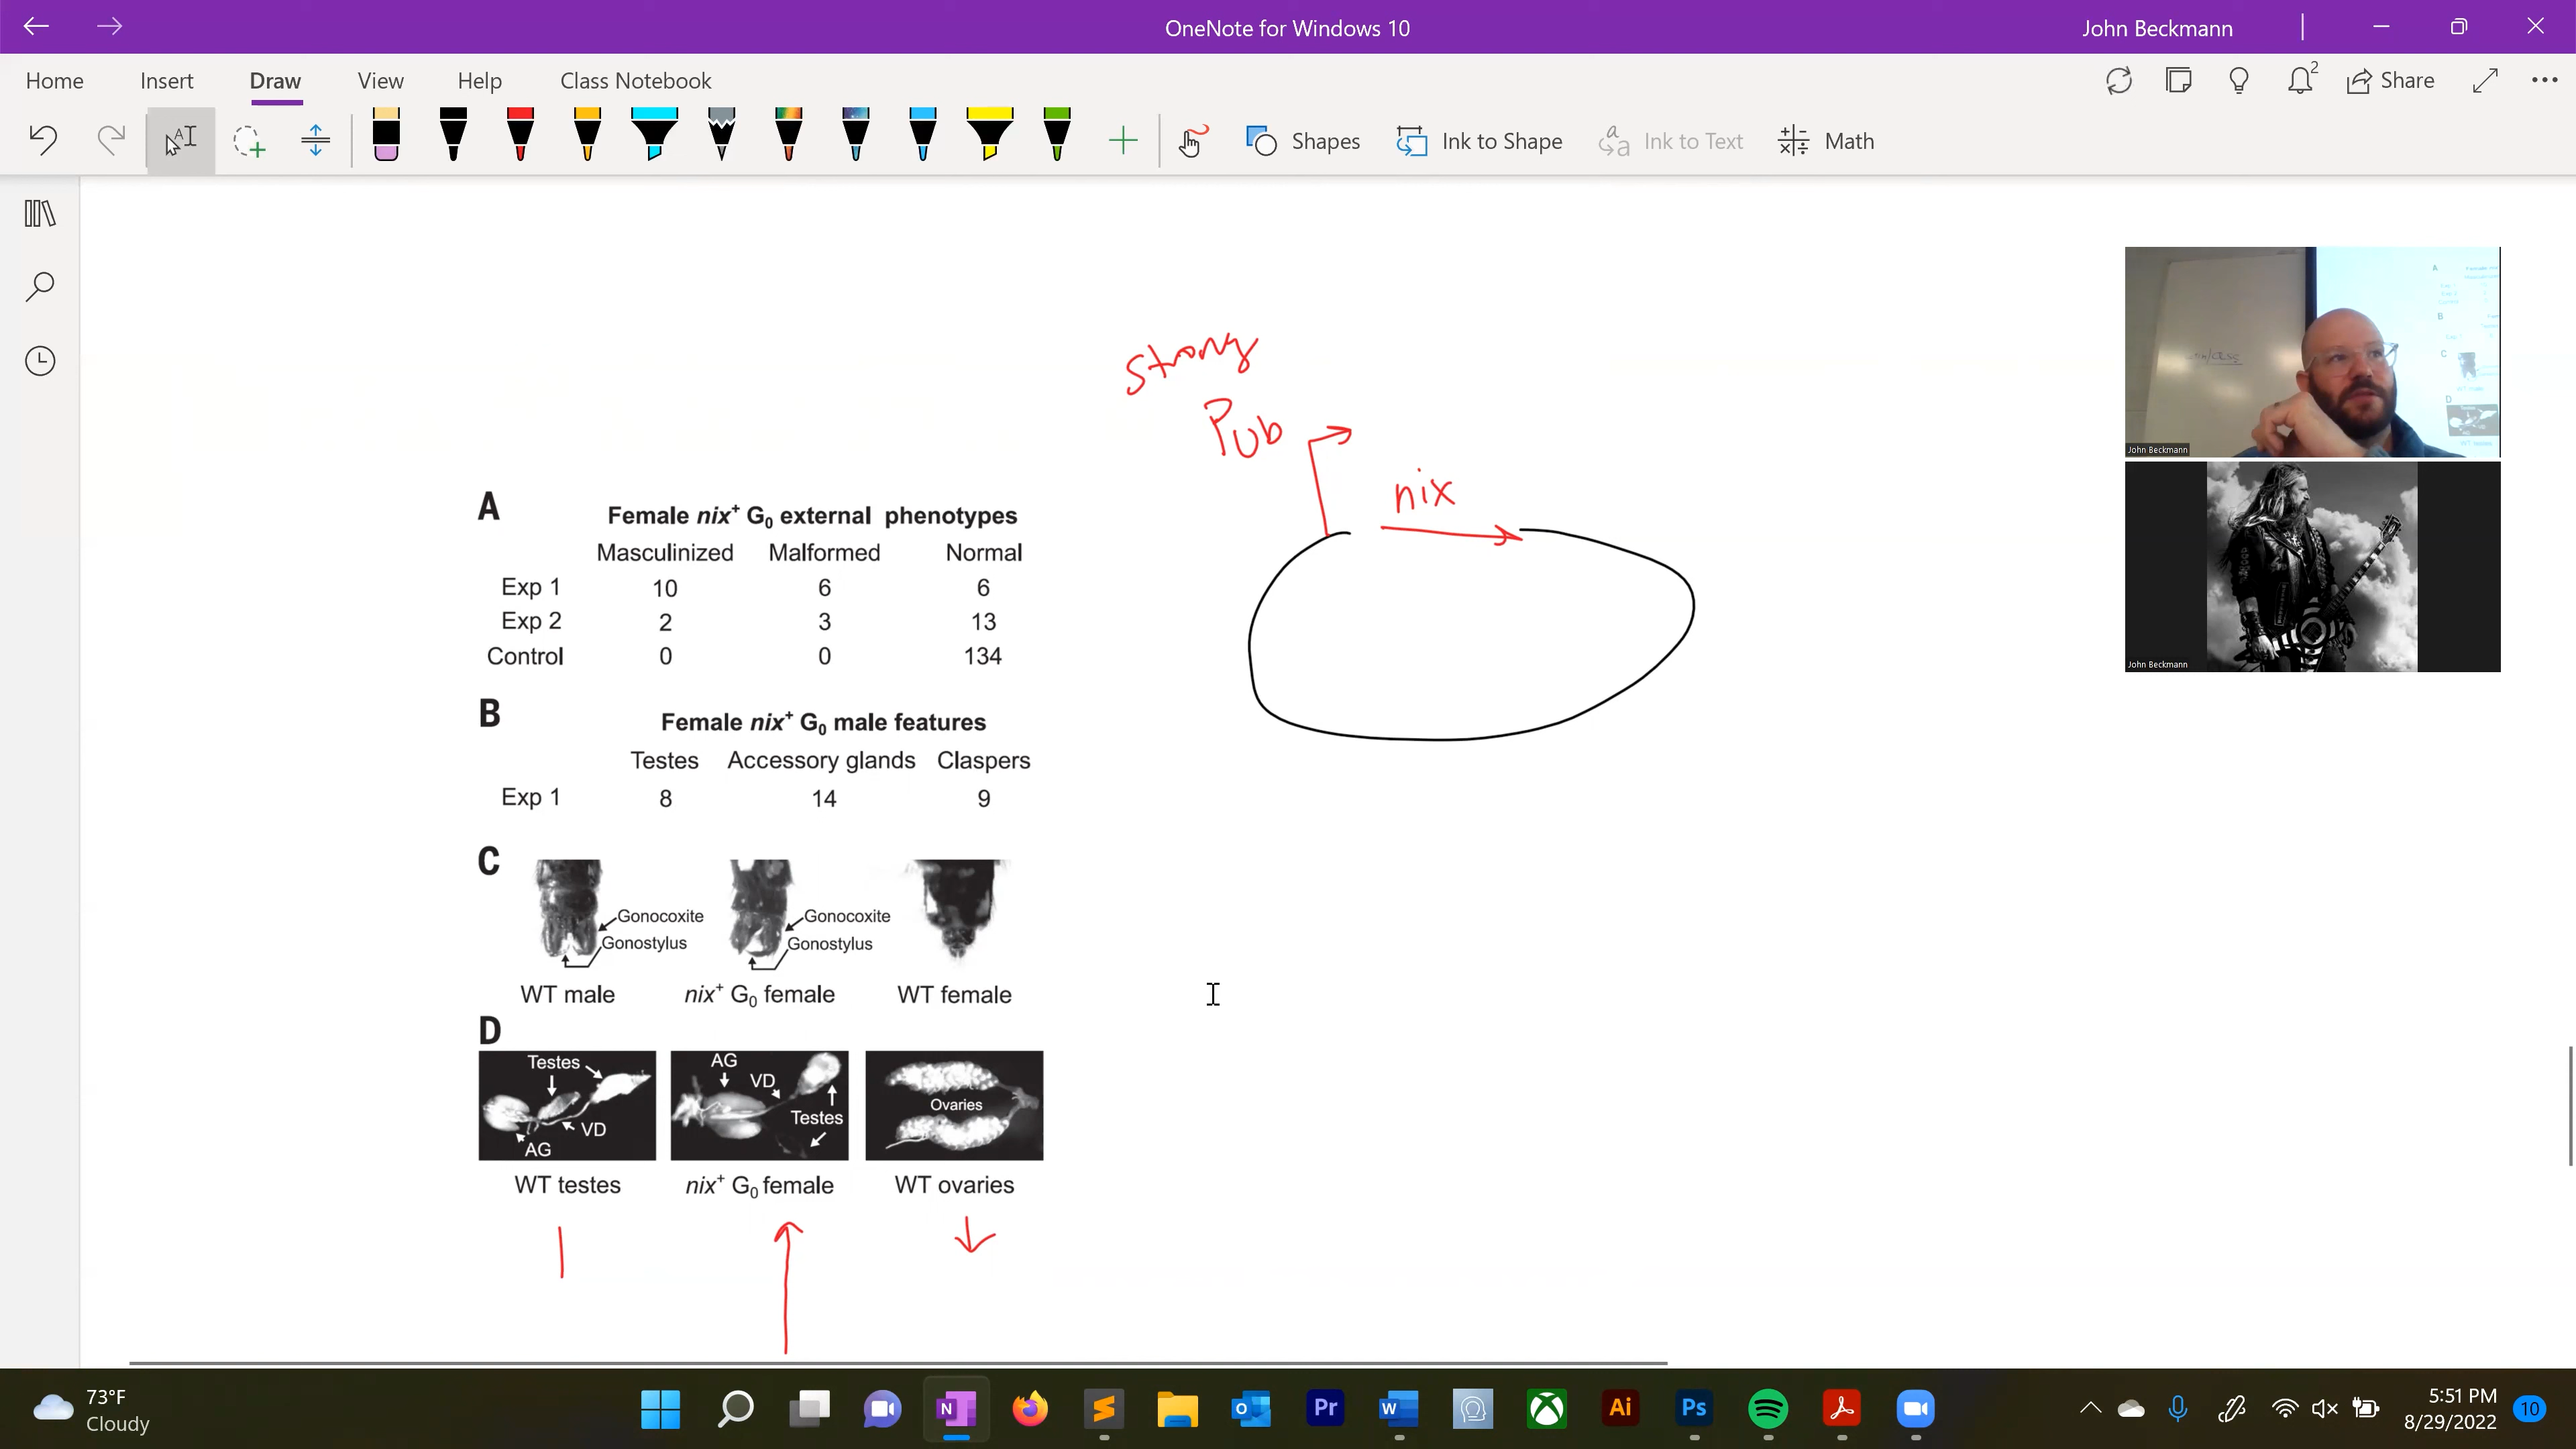 OneNote for Windows 10
John Beckmann
Home Insert Draw View Help Class Notebook
2
Share
Shapes
Ink to Shape
Ink to Text
Math
strong
Pub
nix
A
Female nix+ G0 external phenotypes
Masculinized Malformed Normal
Exp 1 10 6 6
Exp 2 2 3 13
Control 0 0 134
B
Female nix+ G0 male features
Testes Accessory glands Claspers
Exp 1 8 14 9
C
Gonocoxite
Gonostylus
Gonocoxite
Gonostylus
WT male nix+ G0 female WT female
D
Testes
VD
AG
AG
VD
Testes
Ovaries
WT testes nix+ G0 female WT ovaries
John Beckmann
John Beckmann
73°F
Cloudy
N
Pr
W
Ai
Ps
5:51 PM
8/29/2022
10